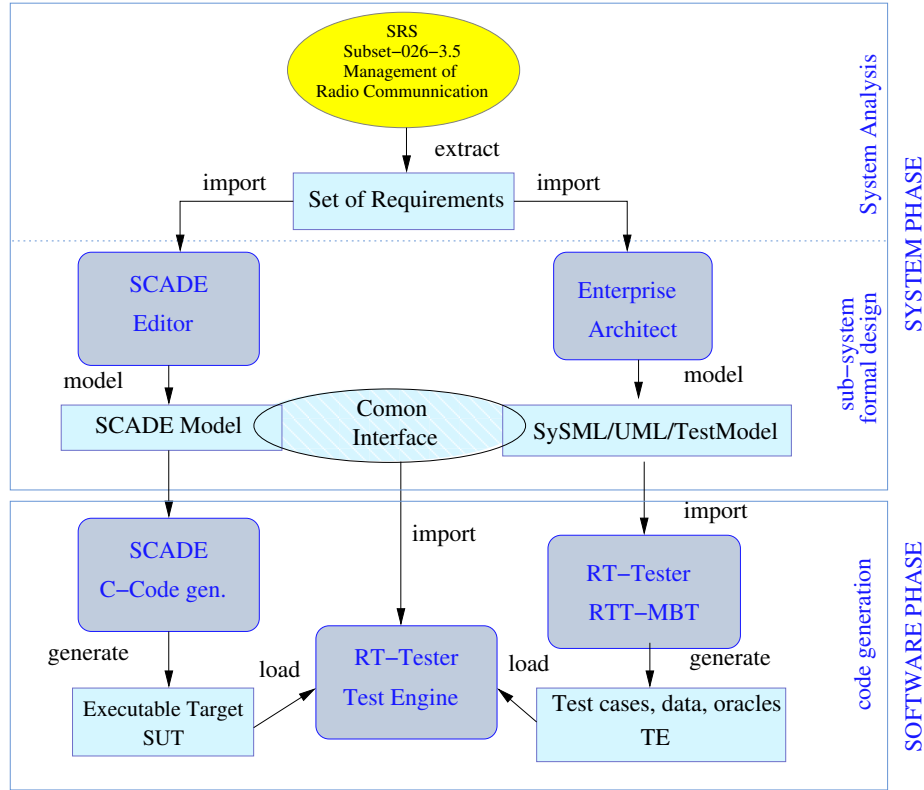 SRS
Subset−026−3.5
Management of
Radio Communnication
extract
import
import
Set of Requirements
System Analysis
SYSTEM PHASE
SCADE
Editor
Enterprise
Architect
model
model
sub−system
formal design
SCADE Model
Comon
Interface
SySML/UML/TestModel
import
import
SCADE
C−Code gen.
RT−Tester
RTT−MBT
generate
generate
load
load
RT−Tester
Test Engine
Executable Target
SUT
Test cases, data, oracles
TE
code generation
SOFTWARE PHASE